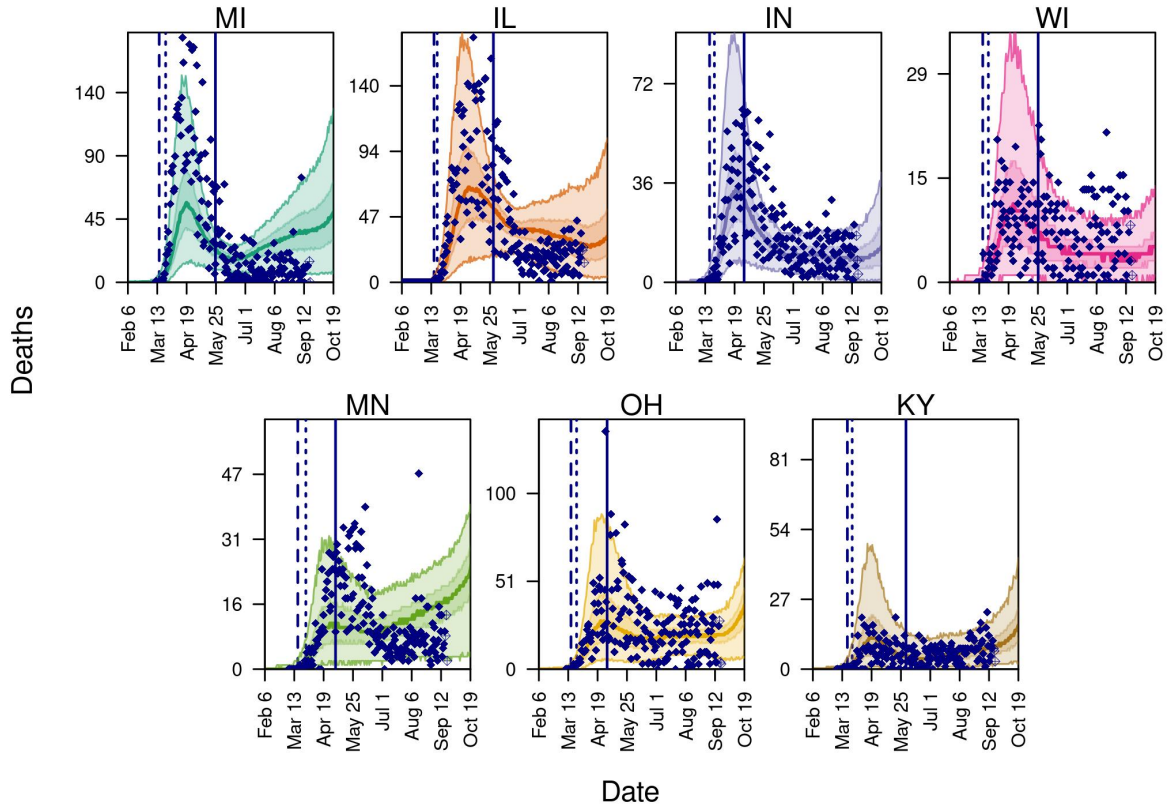 MI IL IN WI
140 90 45 0
140 94 47 0
72 36 0
29 15 0
Feb 6 Mar 13 Apr 19 May 25 Jul 1 Aug 6 Sep 12 Oct 19
Feb 6 Mar 13 Apr 19 May 25 Jul 1 Aug 6 Sep 12 Oct 19
Feb 6 Mar 13 Apr 19 May 25 Jul 1 Aug 6 Sep 12 Oct 19
Feb 6 Mar 13 Apr 19 May 25 Jul 1 Aug 6 Sep 12 Oct 19
Deaths
MN OH KY
47 31 16 0
100 51 0
81 54 27 0
Feb 6 Mar 13 Apr 19 May 25 Jul 1 Aug 6 Sep 12 Oct 19
Feb 6 Mar 13 Apr 19 May 25 Jul 1 Aug 6 Sep 12 Oct 19
Feb 6 Mar 13 Apr 19 May 25 Jul 1 Aug 6 Sep 12 Oct 19
Date